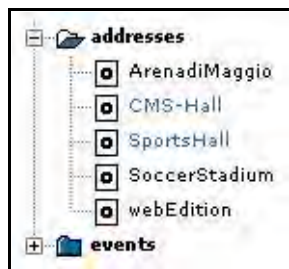 addresses
ArenadiMaggio
CMS-Hall
SportsHall
SoccerStadium
webEdition
events